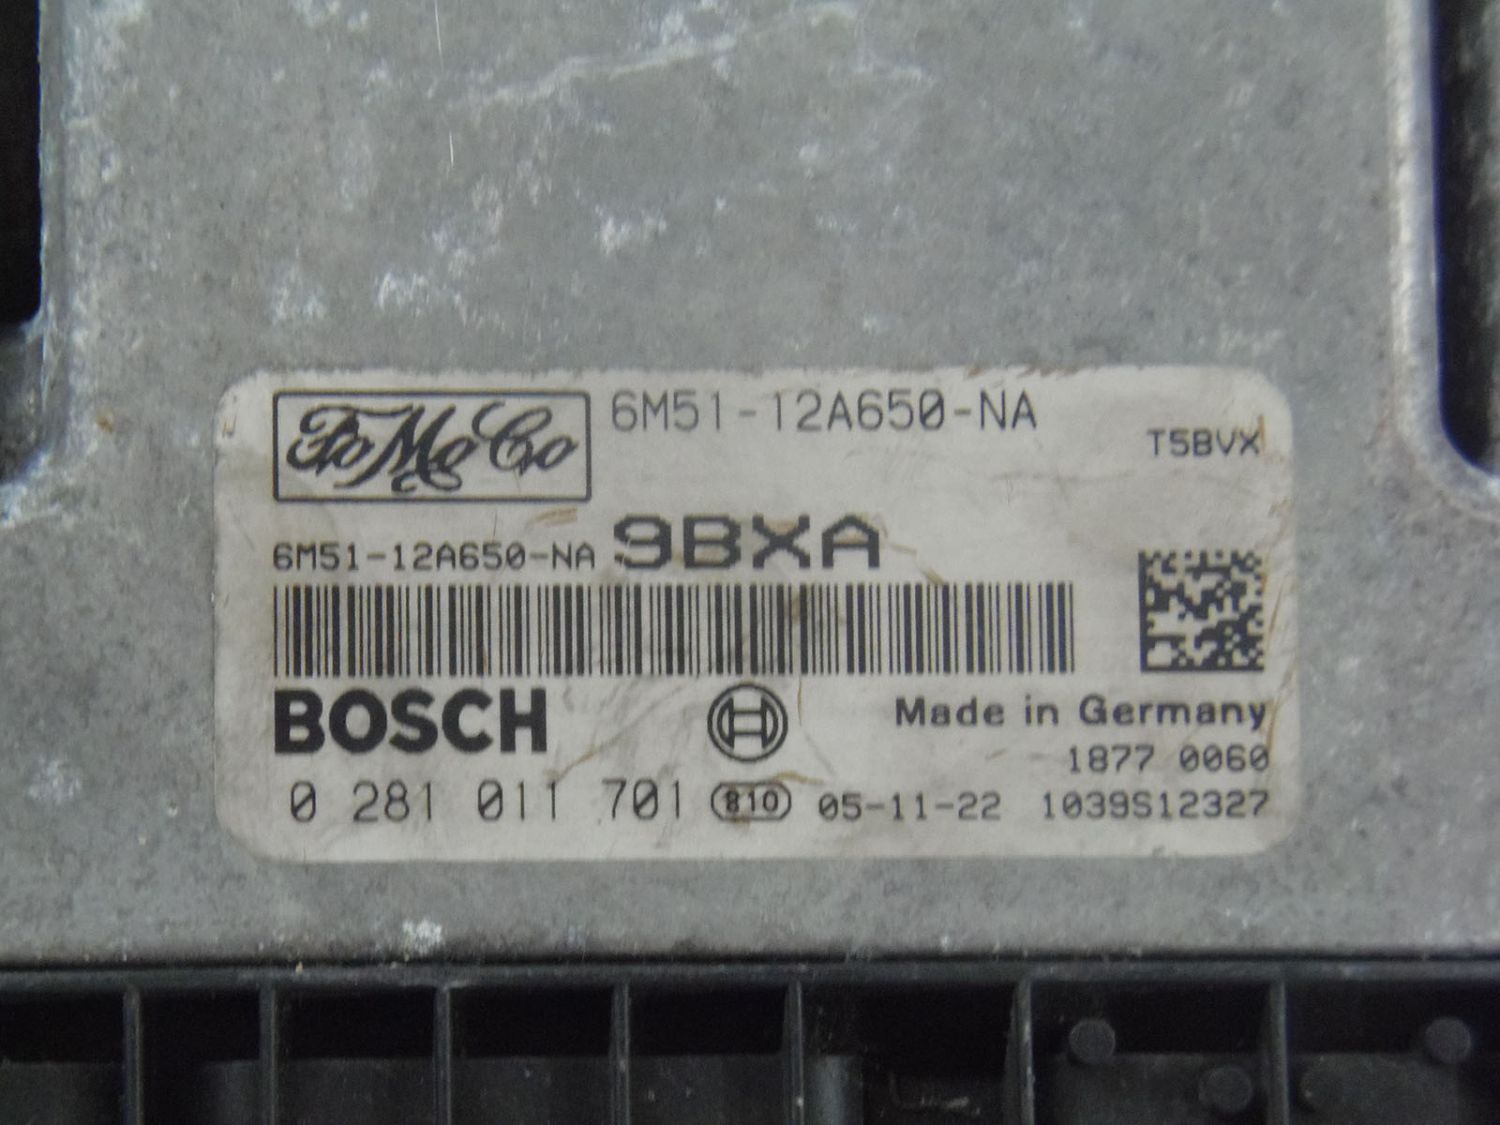 FoMoCo 6M51-12A650-NA
T5BVX
6M51-12A650-NA 9BXA
BOSCH
Made in Germany
1877 0060
0 281 011 701 810 05-11-22 1039S12327